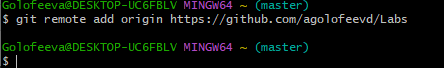 Golofeeva@DESKTOP-UC6FBLV MINGW64 ~ (master)
$ git remote add origin https://github.com/agolofeevd/Labs
Golofeeva@DESKTOP-UC6FBLV MINGW64 ~ (master)
$